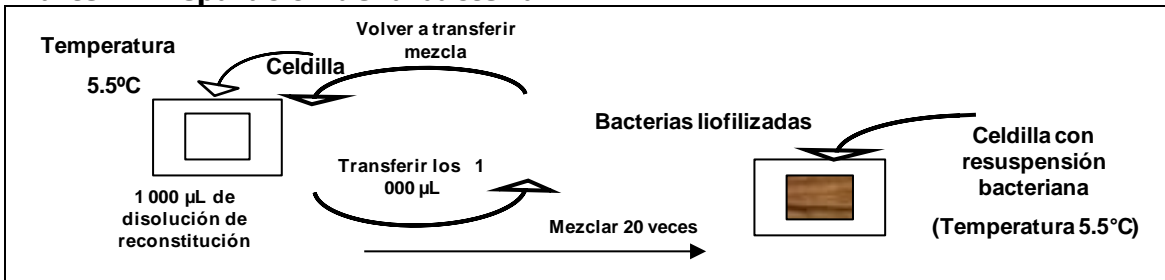 Temperatura
5.5ºC
Celdilla
Volver a transferir
mezcla
1 000 µL de
disolución de
reconstitución
Transferir los 1
000 µL
Mezclar 20 veces
Bacterias liofilizadas
Celdilla con
resuspensión
bacteriana
(Temperatura 5.5°C)